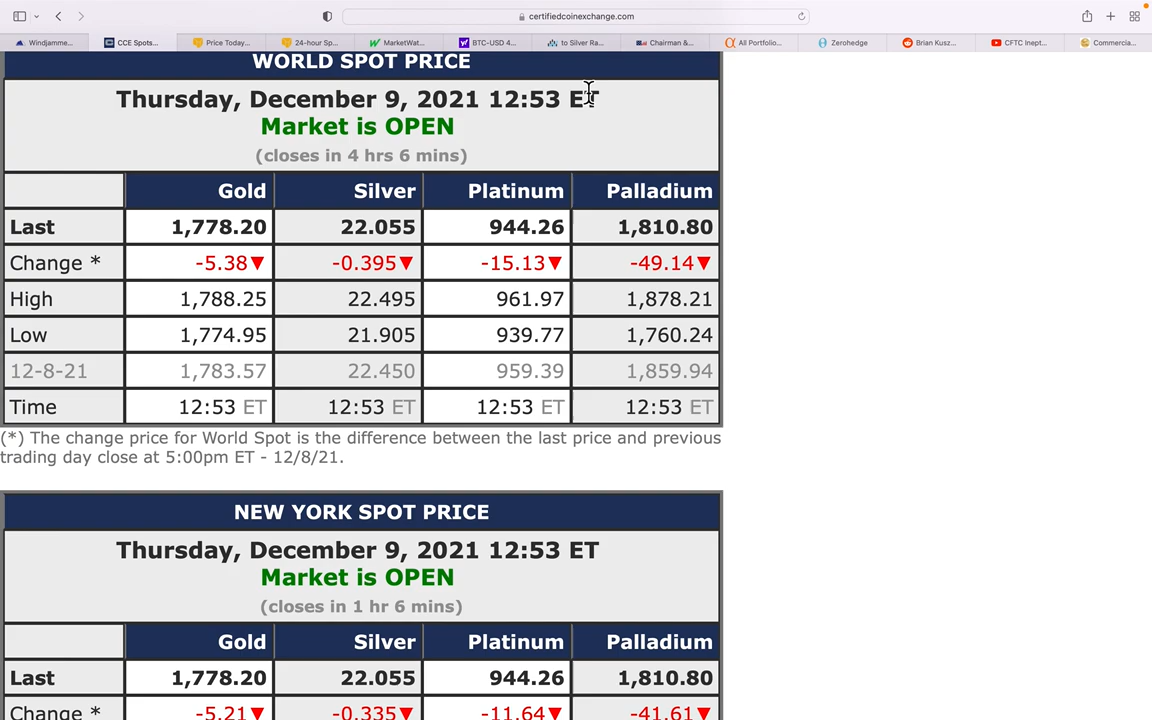 certifiedcoinexchange.com
Windjamme...
CCE Spots...
Price Today...
24-hour Sp...
MarketWat...
BTC-USD 4...
to Silver Ra...
Chairman &...
All Portfolio...
Zerohedge
Brian Kusz...
CFTC Inept...
Commercia...
WORLD SPOT PRICE
Thursday, December 9, 2021 12:53 ET
Market is OPEN
(closes in 4 hrs 6 mins)
Gold Silver Platinum Palladium
Last 1,778.20 22.055 944.26 1,810.80
Change * -5.38▼ -0.395▼ -15.13▼ -49.14▼
High 1,788.25 22.495 961.97 1,878.21
Low 1,774.95 21.905 939.77 1,760.24
12-8-21 1,783.57 22.450 959.39 1,859.94
Time 12:53 ET 12:53 ET 12:53 ET 12:53 ET
(*) The change price for World Spot is the difference between the last price and previous
trading day close at 5:00pm ET - 12/8/21.
NEW YORK SPOT PRICE
Thursday, December 9, 2021 12:53 ET
Market is OPEN
(closes in 1 hr 6 mins)
Gold Silver Platinum Palladium
Last 1,778.20 22.055 944.26 1,810.80
Change * -5.21▼ -0.335▼ -11.64▼ -41.61▼